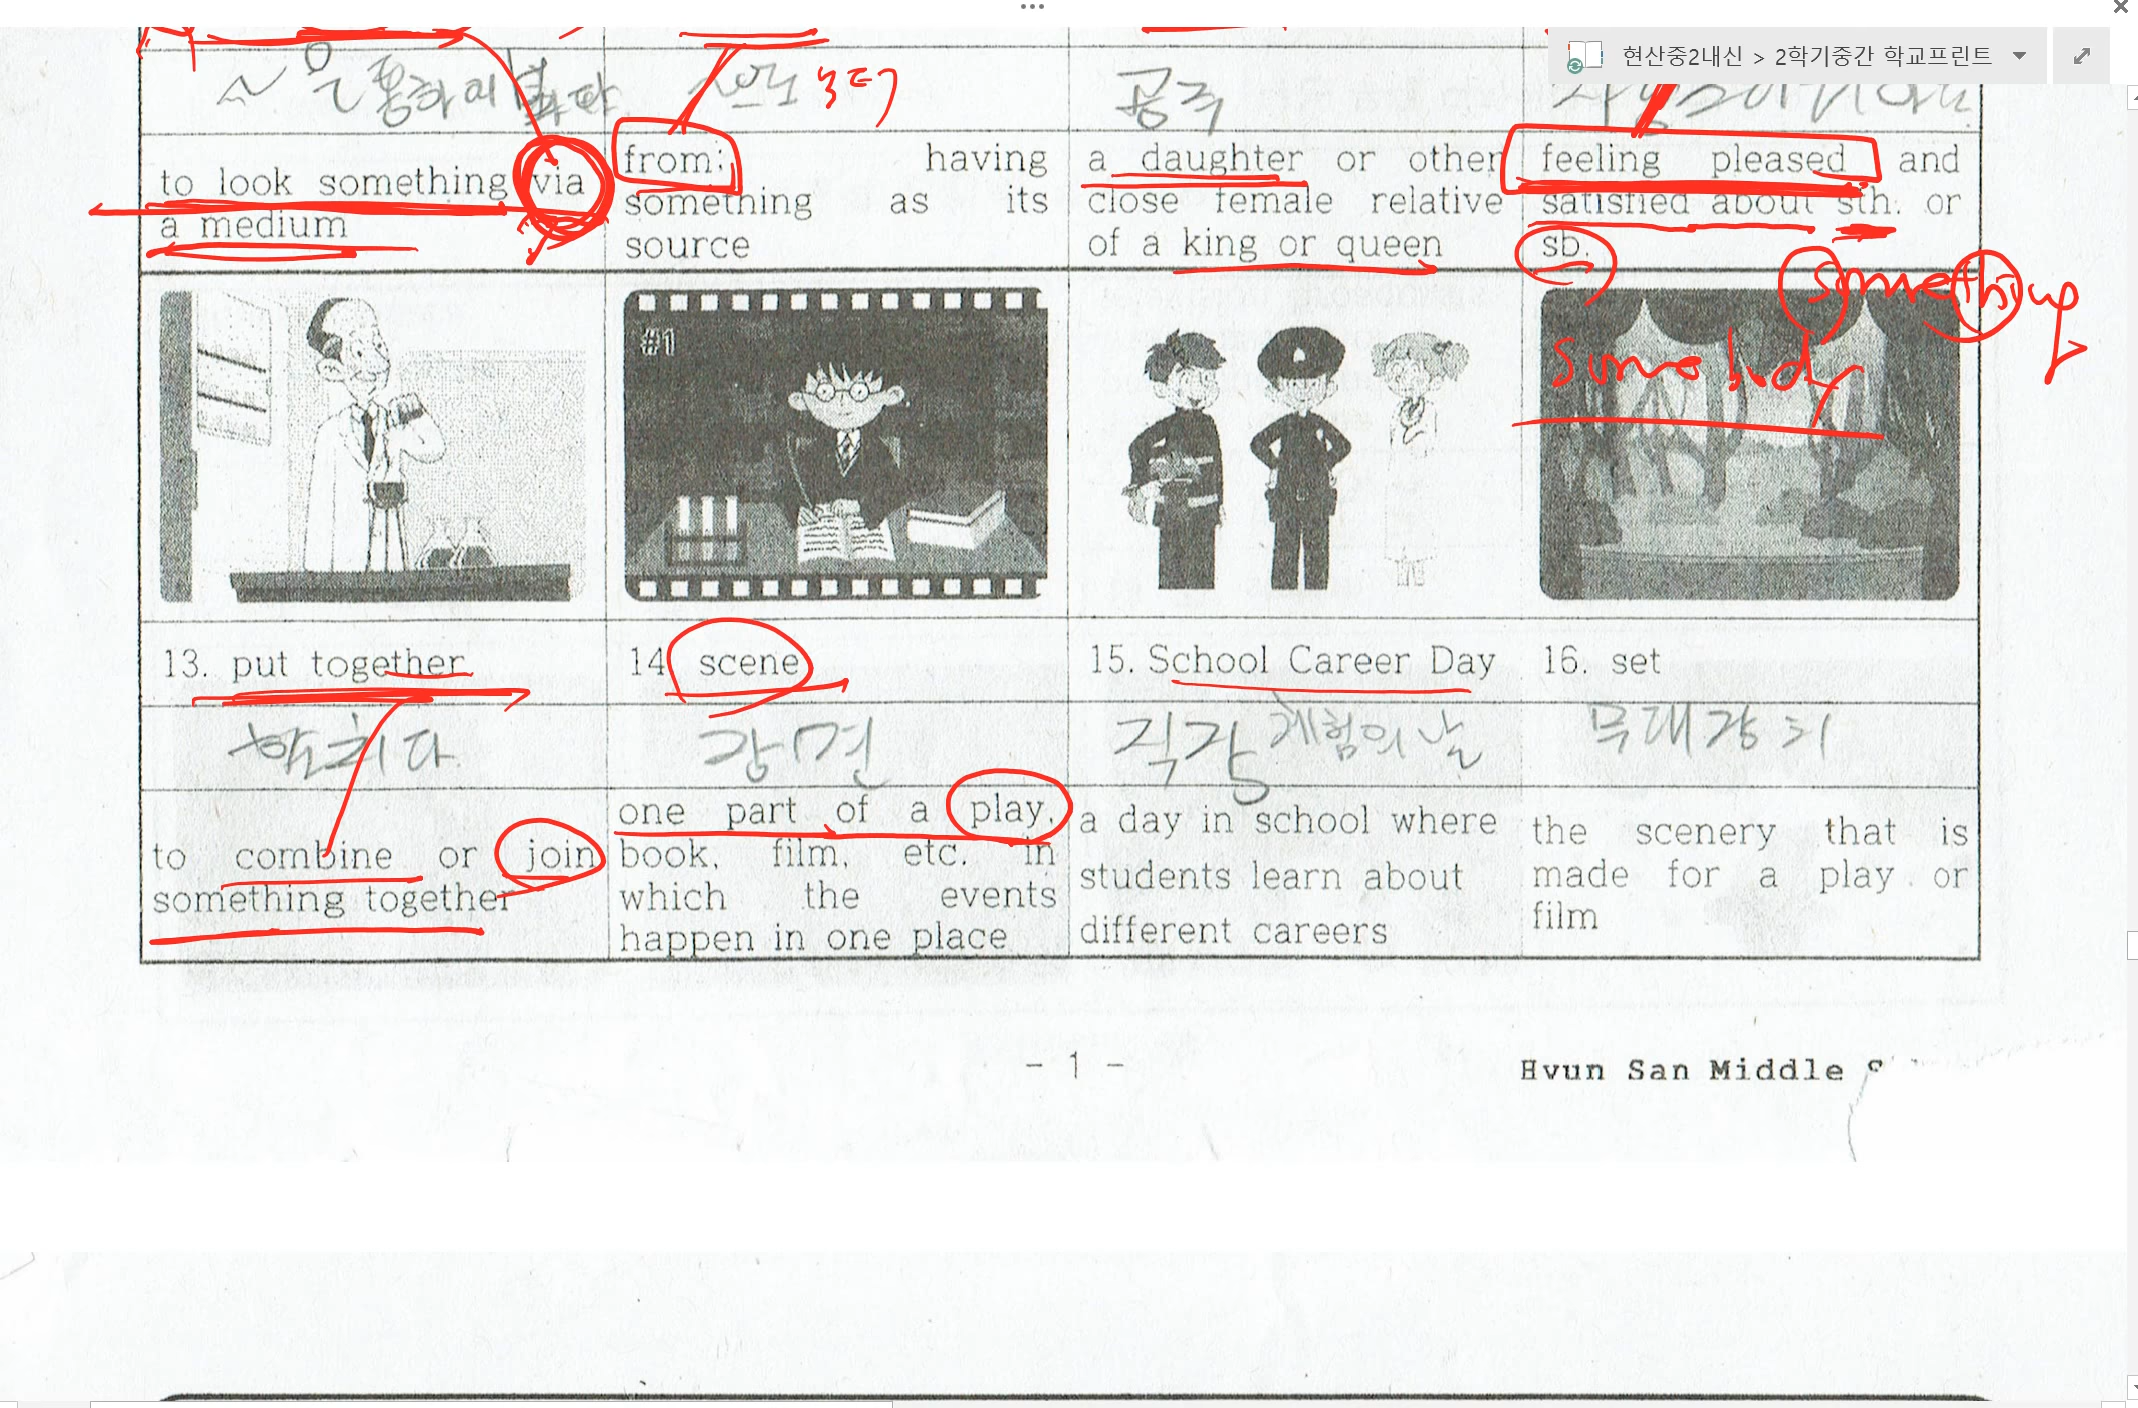 현산중2내신 > 2학기중간 학교프린트
공주
to look something via
a medium
from: having
something as its
source
a daughter or other
close female relative
of a king or queen
feeling pleased and
satisfied about sth. or
sb.
something
somebody
#1
13. put together
14 scene
15. School Career Day
16. set
합치다
장면
직장 체험의 날
무대장치
to combine or join
something together
one part of a play,
book, film, etc. in
which the events
happen in one place
a day in school where
students learn about
different careers
the scenery that is
made for a play or
film
- 1 -
Hyun San Middle